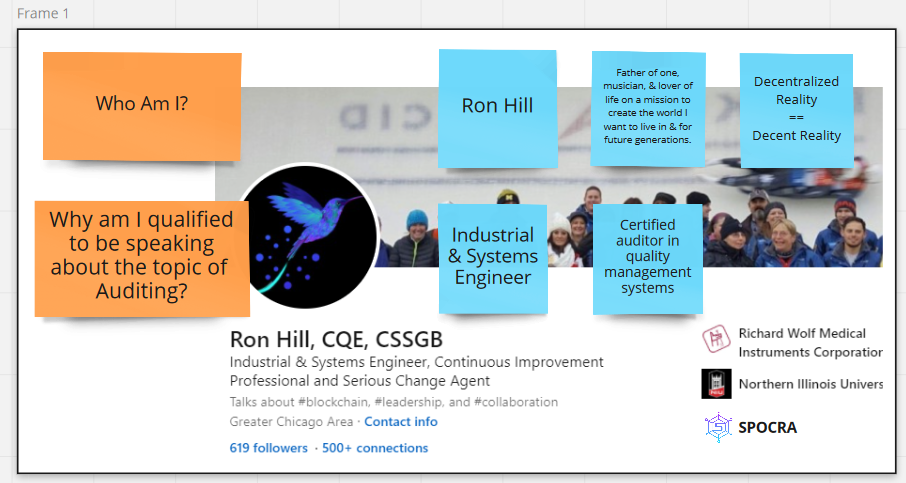 Frame 1
Who Am I?
Ron Hill
Father of one,
musician, & lover of
life on a mission to
create the world I
want to live in & for
future generations.
Decentralized
Reality
==
Decent Reality
Why am I qualified
to be speaking
about the topic of
Auditing?
Industrial
& Systems
Engineer
Certified
auditor in
quality
management
systems
Ron Hill, CQE, CSSGB
Industrial & Systems Engineer, Continuous Improvement
Professional and Serious Change Agent
Talks about #blockchain, #leadership, and #collaboration
Greater Chicago Area · Contact info
619 followers · 500+ connections
Richard Wolf Medical
Instruments Corporatior
Northern Illinois Univers
SPOCRA